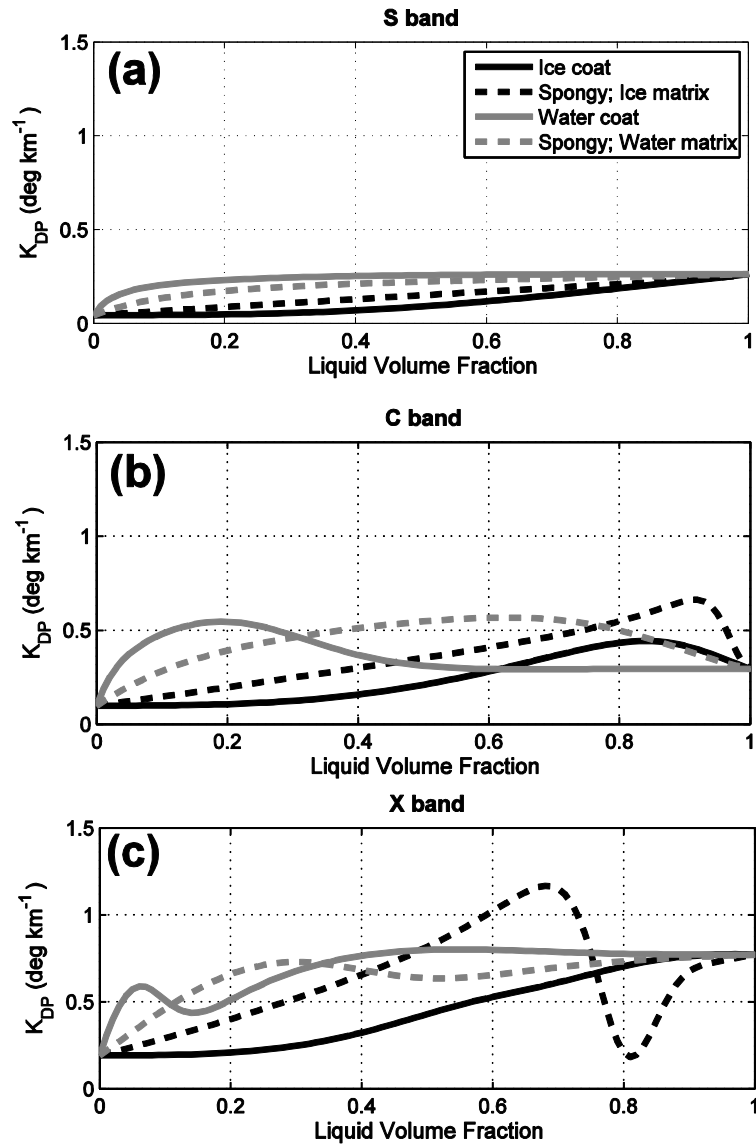 S band
(a)
1.5
1
0.5
0
K_DP (deg km^-1)
Ice coat
Spongy; Ice matrix
Water coat
Spongy; Water matrix
0 0.2 0.4 0.6 0.8 1
Liquid Volume Fraction
C band
(b)
1.5
1
0.5
0
K_DP (deg km^-1)
0 0.2 0.4 0.6 0.8 1
Liquid Volume Fraction
X band
(c)
1.5
1
0.5
0
K_DP (deg km^-1)
0 0.2 0.4 0.6 0.8 1
Liquid Volume Fraction